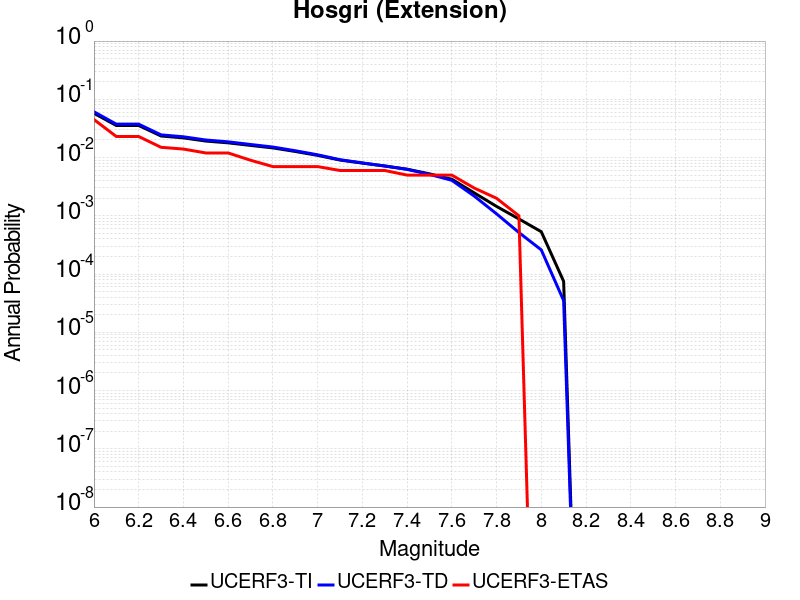 Hosgri (Extension)
10^0
10^-1
10^-2
10^-3
10^-4
10^-5
10^-6
10^-7
10^-8
Annual Probability
6 6.2 6.4 6.6 6.8 7 7.2 7.4 7.6 7.8 8 8.2 8.4 8.6 8.8 9
Magnitude
UCERF3-TI UCERF3-TD UCERF3-ETAS